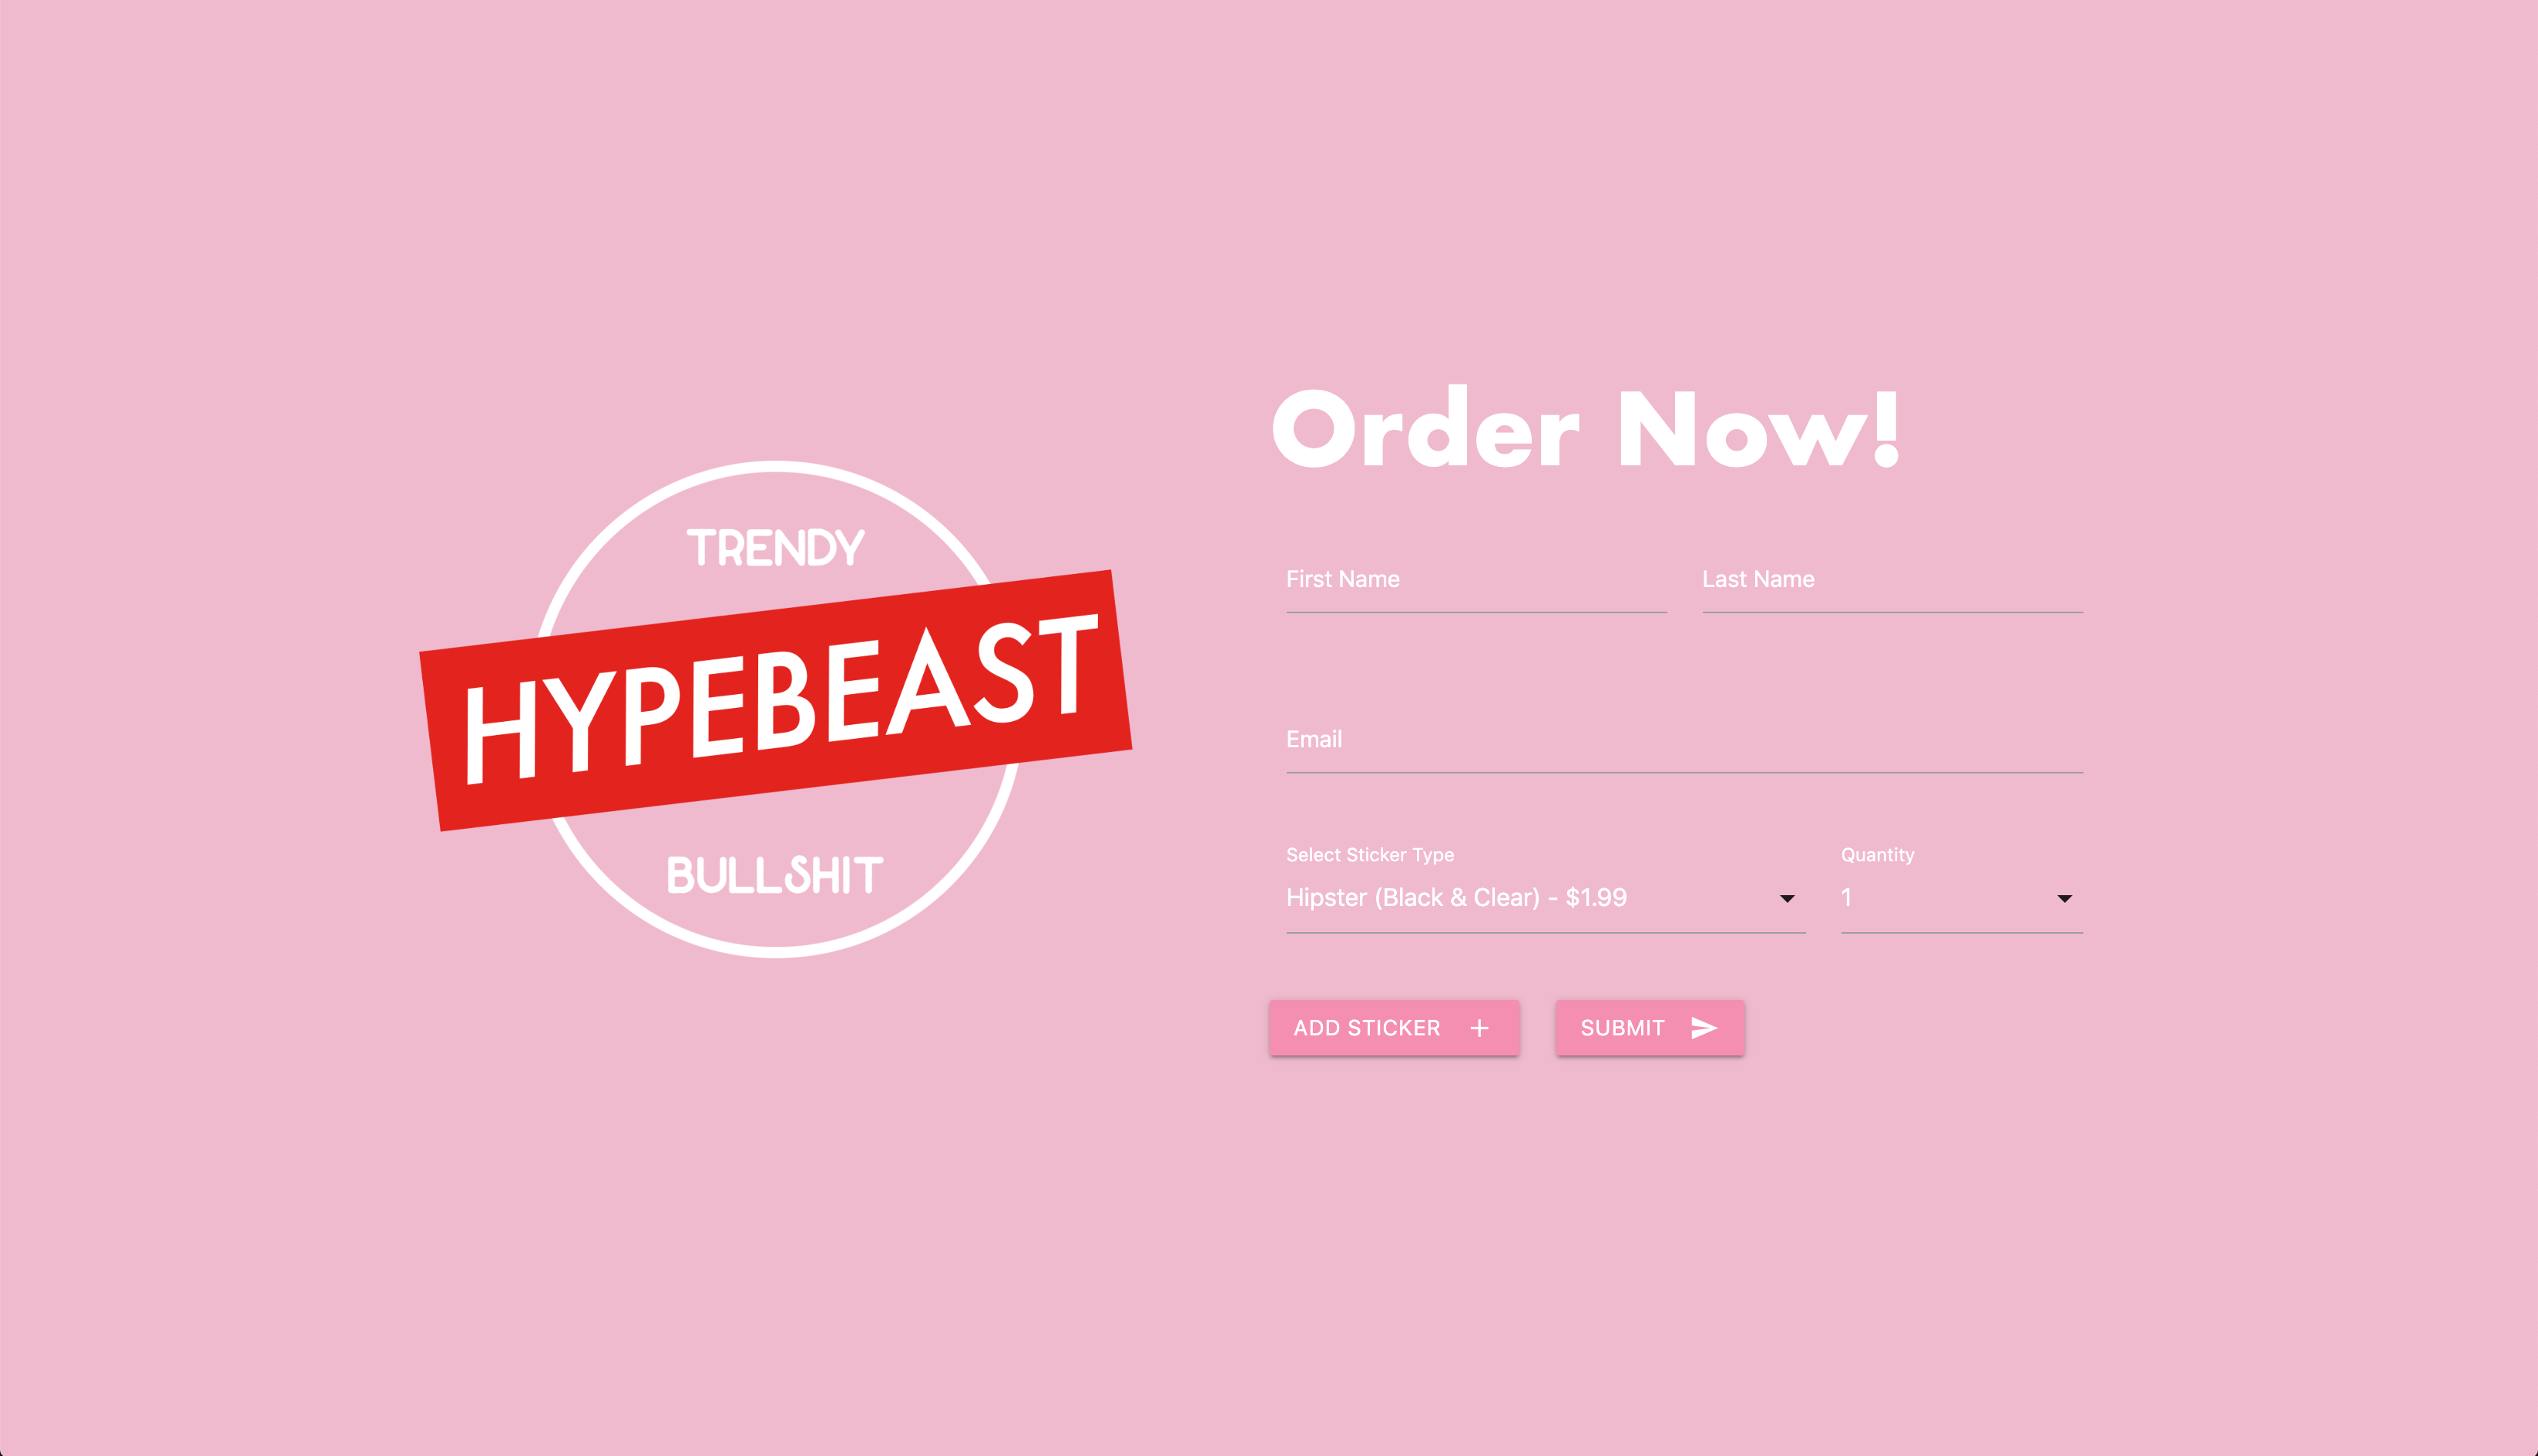 TRENDY
HYPEBEAST
BULLSHIT
Order Now!
First Name
Last Name
Email
Select Sticker Type
Quantity
Hipster (Black & Clear) - $1.99
1
ADD STICKER +
SUBMIT